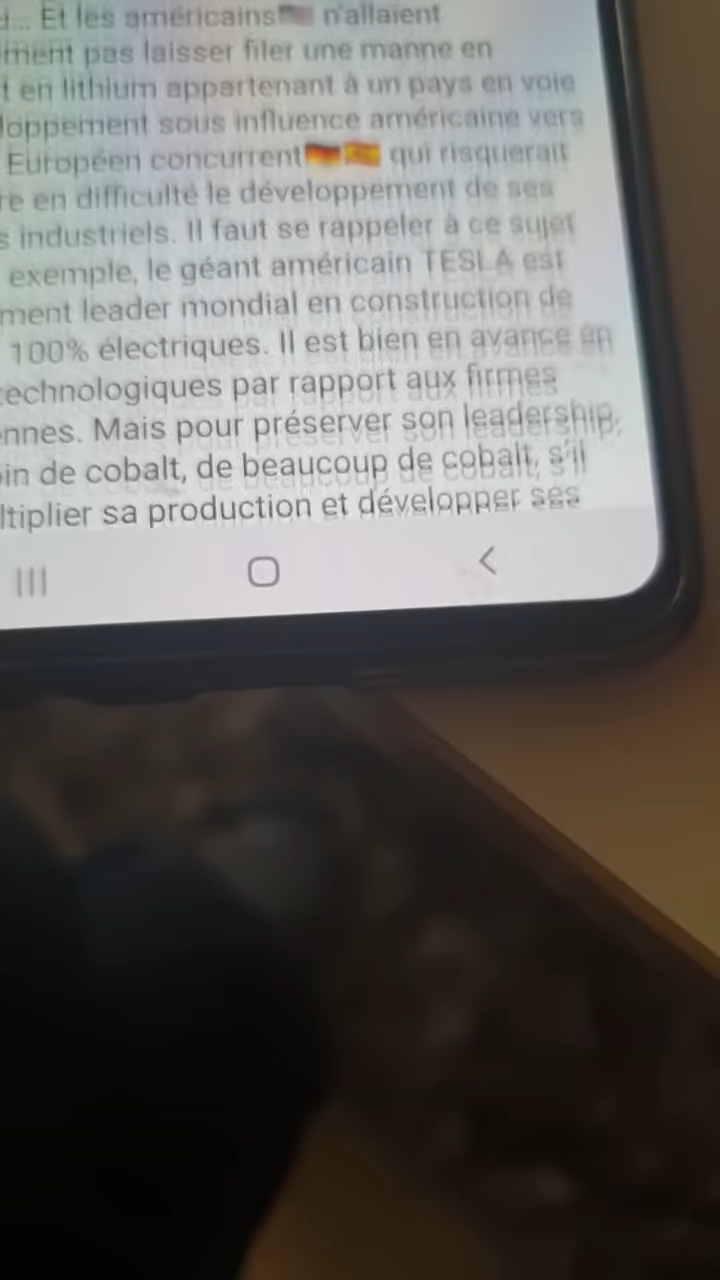 ... Et les américains🇺🇸 n'allaient
pas laisser filer une manne en
en lithium appartenant à un pays en voie
sous influence américaine vers
Européen concurrent🇩🇪🇪🇸 qui risquerait
en difficulté le développement de ses
industriels. Il faut se rappeler à ce sujet
exemple, le géant américain TESLA est
leader mondial en construction de
100% électriques. Il est bien en avance en
technologiques par rapport aux firmes
nnes. Mais pour préserver son leadership,
in de cobalt, de beaucoup de cobalt, s'il
ltiplier sa production et développer ses